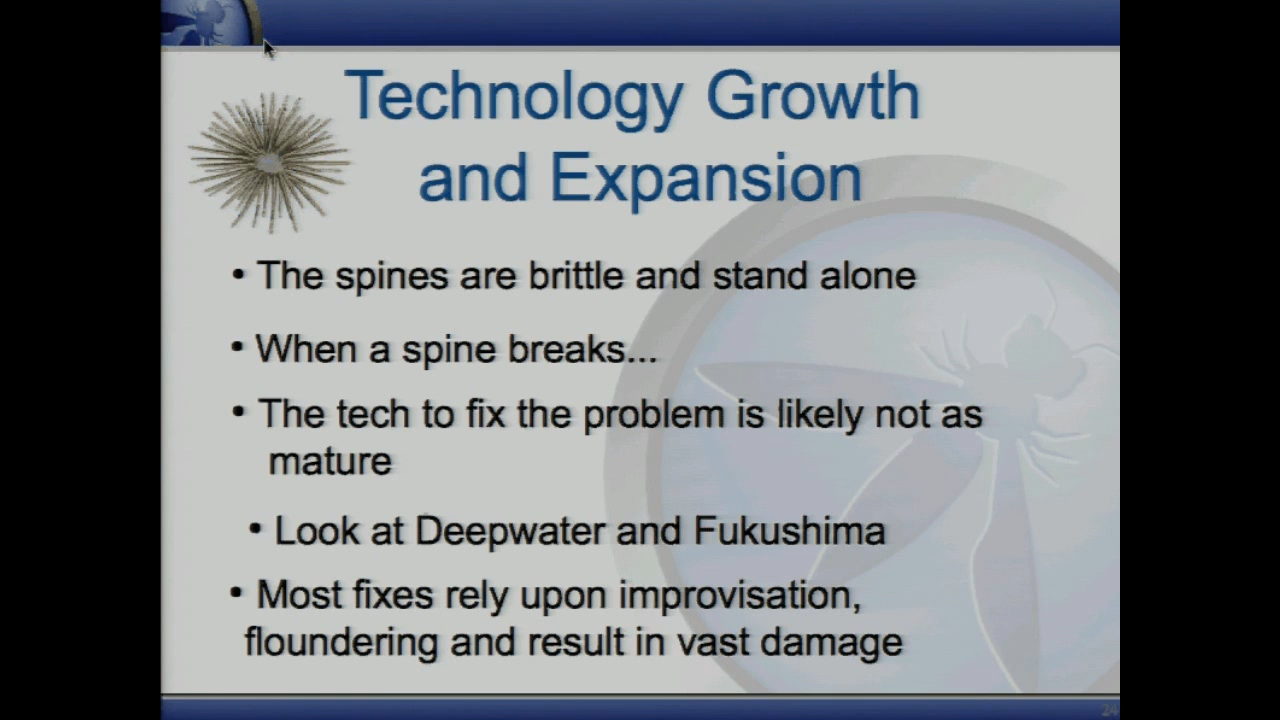 Technology Growth
and Expansion
• The spines are brittle and stand alone
• When a spine breaks...
• The tech to fix the problem is likely not as
mature
• Look at Deepwater and Fukushima
• Most fixes rely upon improvisation,
floundering and result in vast damage
24